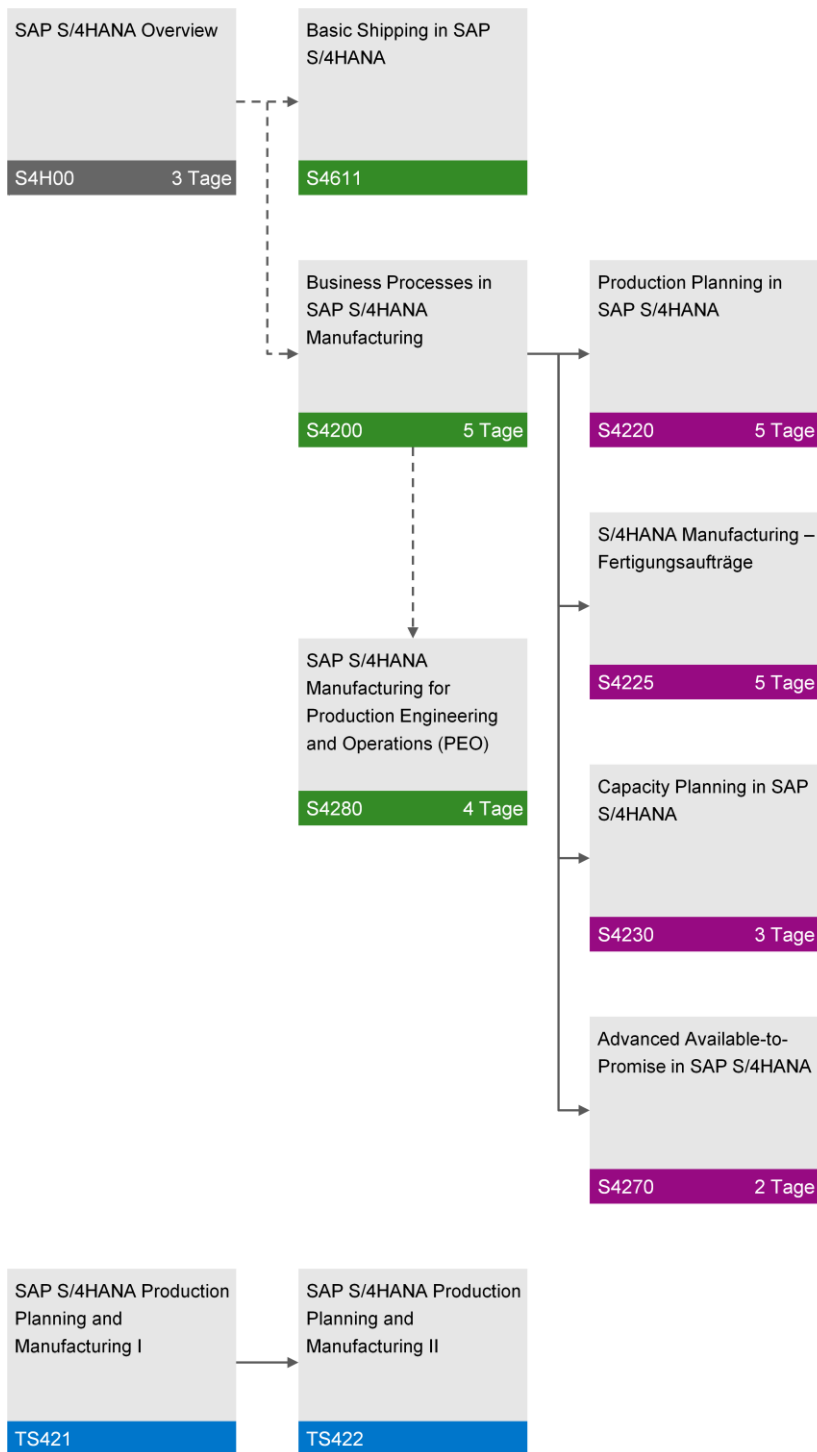 SAP S/4HANA Overview
S4H00 3 Tage
Basic Shipping in SAP
S/4HANA
S4611
Business Processes in
SAP S/4HANA
Manufacturing
S4200 5 Tage
Production Planning in
SAP S/4HANA
S4220 5 Tage
S/4HANA Manufacturing –
Fertigungsaufträge
S4225 5 Tage
SAP S/4HANA
Manufacturing for
Production Engineering
and Operations (PEO)
S4280 4 Tage
Capacity Planning in SAP
S/4HANA
S4230 3 Tage
Advanced Available-to-
Promise in SAP S/4HANA
S4270 2 Tage
SAP S/4HANA Production
Planning and
Manufacturing I
TS421
SAP S/4HANA Production
Planning and
Manufacturing II
TS422